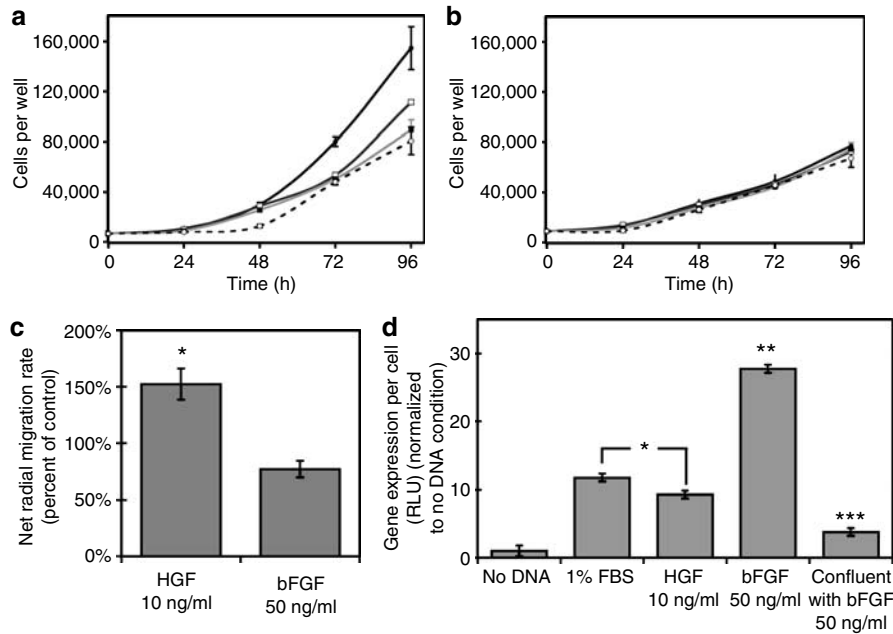 a
160,000
120,000
80,000
40,000
0
Cells per well
0 24 48 72 96
Time (h)
b
160,000
120,000
80,000
40,000
0
Cells per well
0 24 48 72 96
Time (h)
c
200%
150%
100%
50%
0%
Net radial migration rate
(percent of control)
*
HGF
10 ng/ml
bFGF
50 ng/ml
d
30
20
10
0
Gene expression per cell
(RLU) (normalized
to no DNA condition)
*
**
***
No DNA
1% FBS
HGF
10 ng/ml
bFGF
50 ng/ml
Confluent
with bFGF
50 ng/ml